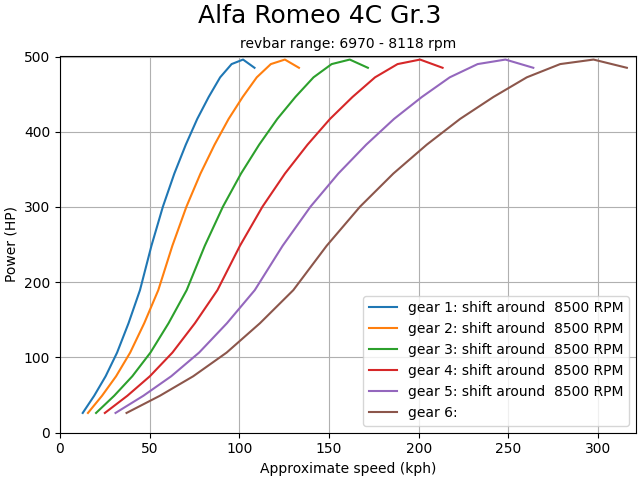 Alfa Romeo 4C Gr.3
revbar range: 6970 - 8118 rpm
500
400
300
200
100
0
Power (HP)
gear 1: shift around  8500 RPM
gear 2: shift around  8500 RPM
gear 3: shift around  8500 RPM
gear 4: shift around  8500 RPM
gear 5: shift around  8500 RPM
gear 6:
0 50 100 150 200 250 300
Approximate speed (kph)